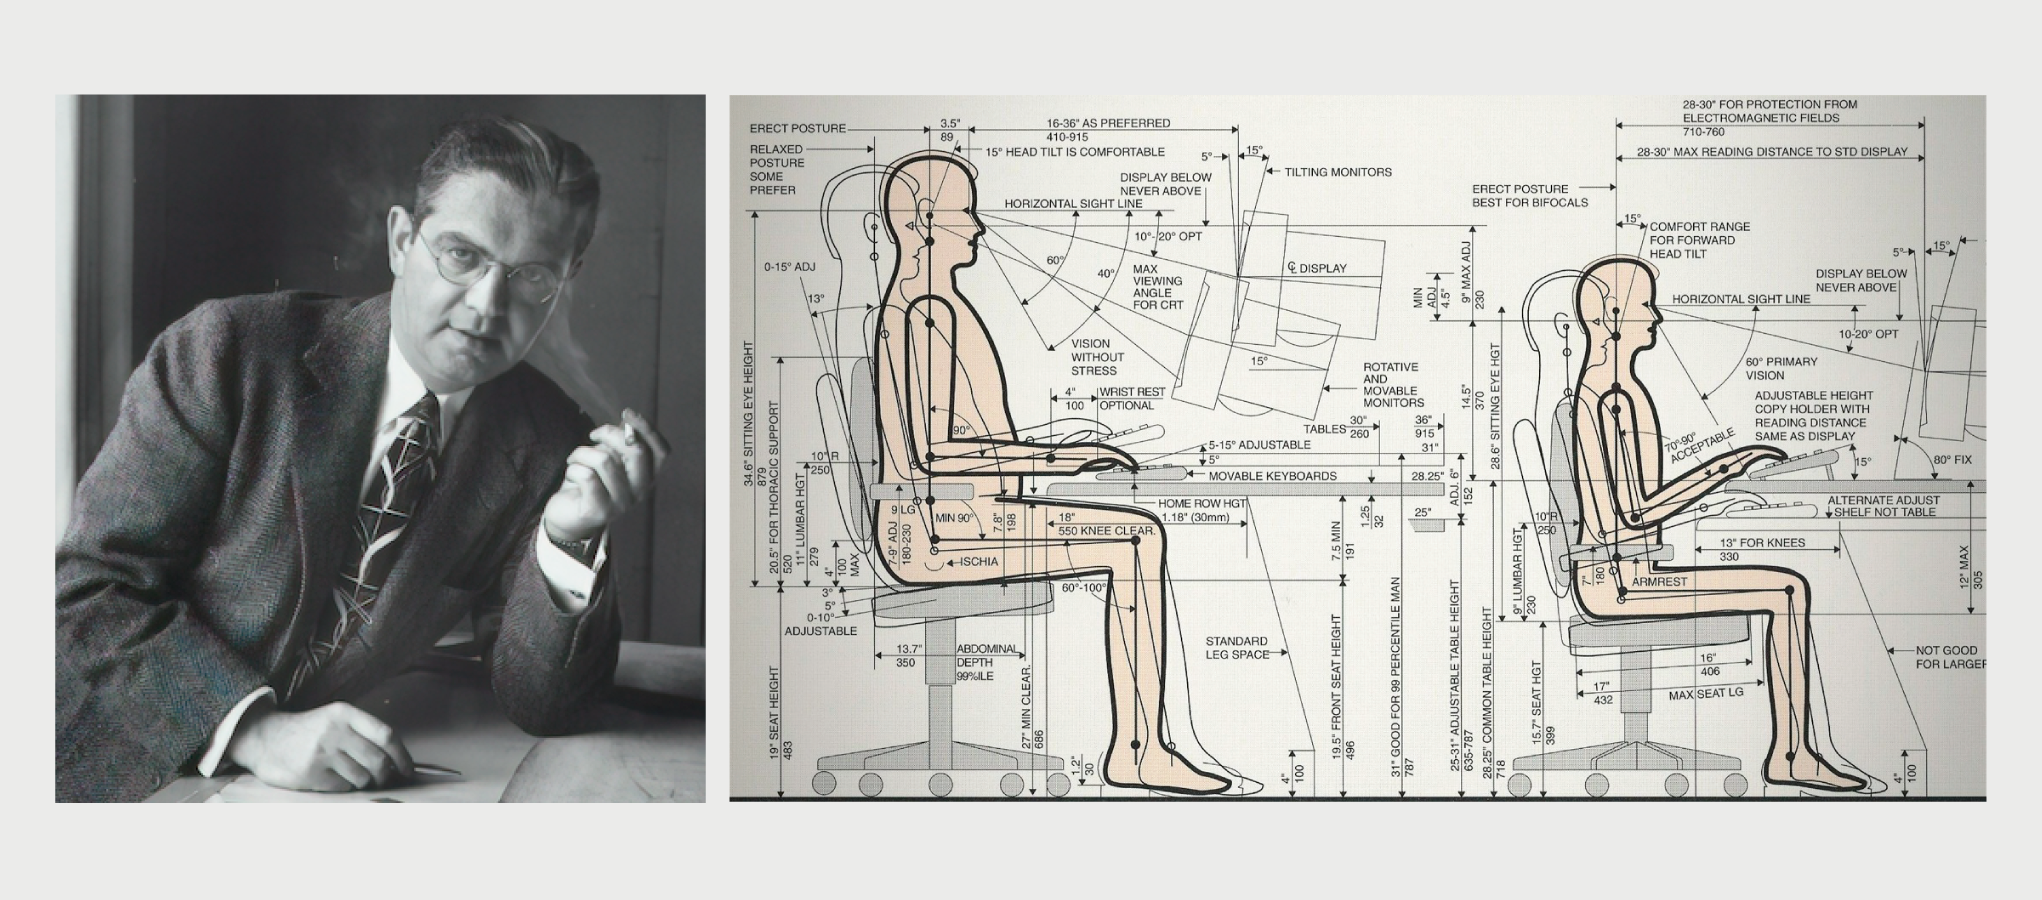 ERECT POSTURE
RELAXED
POSTURE
SOME
PREFER
3.5"
89
16-36" AS PREFERRED
410-915
15° HEAD TILT IS COMFORTABLE
5°
15°
TILTING MONITORS
DISPLAY BELOW
NEVER ABOVE
HORIZONTAL SIGHT LINE
10°-20° OPT
60°
40°
MAX
VIEWING
ANGLE
FOR CRT
℄ DISPLAY
VISION
WITHOUT
STRESS
15°
ROTATIVE
AND
MOVABLE
MONITORS
0-15° ADJ
13°
34.6" SITTING EYE HEIGHT
879
20.5" FOR THORACIC SUPPORT
520
11" LUMBAR HGT
279
10" R
250
4"
100
MAX
4"
100
WRIST REST
OPTIONAL
90°
TABLES
30"
260
36"
915
31"
5-15° ADJUSTABLE
5°
MOVABLE KEYBOARDS
28.25"
HOME ROW HGT
1.18" (30mm)
25"
ADJ. 6"
152
9 LG
MIN 90°
7-9" ADJ
180-230
7.8"
198
18"
550 KNEE CLEAR.
ISCHIA
60°-100°
7.5 MIN
191
1.25
32
3°
5°
0-10°
ADJUSTABLE
13.7"
350
ABDOMINAL
DEPTH
99%ILE
STANDARD
LEG SPACE
19" SEAT HEIGHT
483
27" MIN CLEAR.
686
1.2"
30
4"
100
19.5" FRONT SEAT HEIGHT
496
31" GOOD FOR 99 PERCENTILE MAN
787
25-31" ADJUSTABLE TABLE HEIGHT
635-787
28.25" COMMON TABLE HEIGHT
718
MIN
ADJ
4.5"
9" MAX ADJ
230
14.5"
370
28-30" FOR PROTECTION FROM
ELECTROMAGNETIC FIELDS
710-760
28-30" MAX READING DISTANCE TO STD DISPLAY
ERECT POSTURE
BEST FOR BIFOCALS
15°
COMFORT RANGE
FOR FORWARD
HEAD TILT
5°
15°
DISPLAY BELOW
NEVER ABOVE
HORIZONTAL SIGHT LINE
10-20° OPT
60° PRIMARY
VISION
28.6" SITTING EYE HGT
ADJUSTABLE HEIGHT
COPY HOLDER WITH
READING DISTANCE
SAME AS DISPLAY
70°-90°
ACCEPTABLE
15°
80° FIX
ALTERNATE ADJUST
SHELF NOT TABLE
10"R
250
9" LUMBAR HGT
230
7"
180
ARMREST
13" FOR KNEES
330
12" MAX
305
16"
406
17"
432
MAX SEAT LG
15.7" SEAT HGT
399
NOT GOOD
FOR LARGER
4"
100